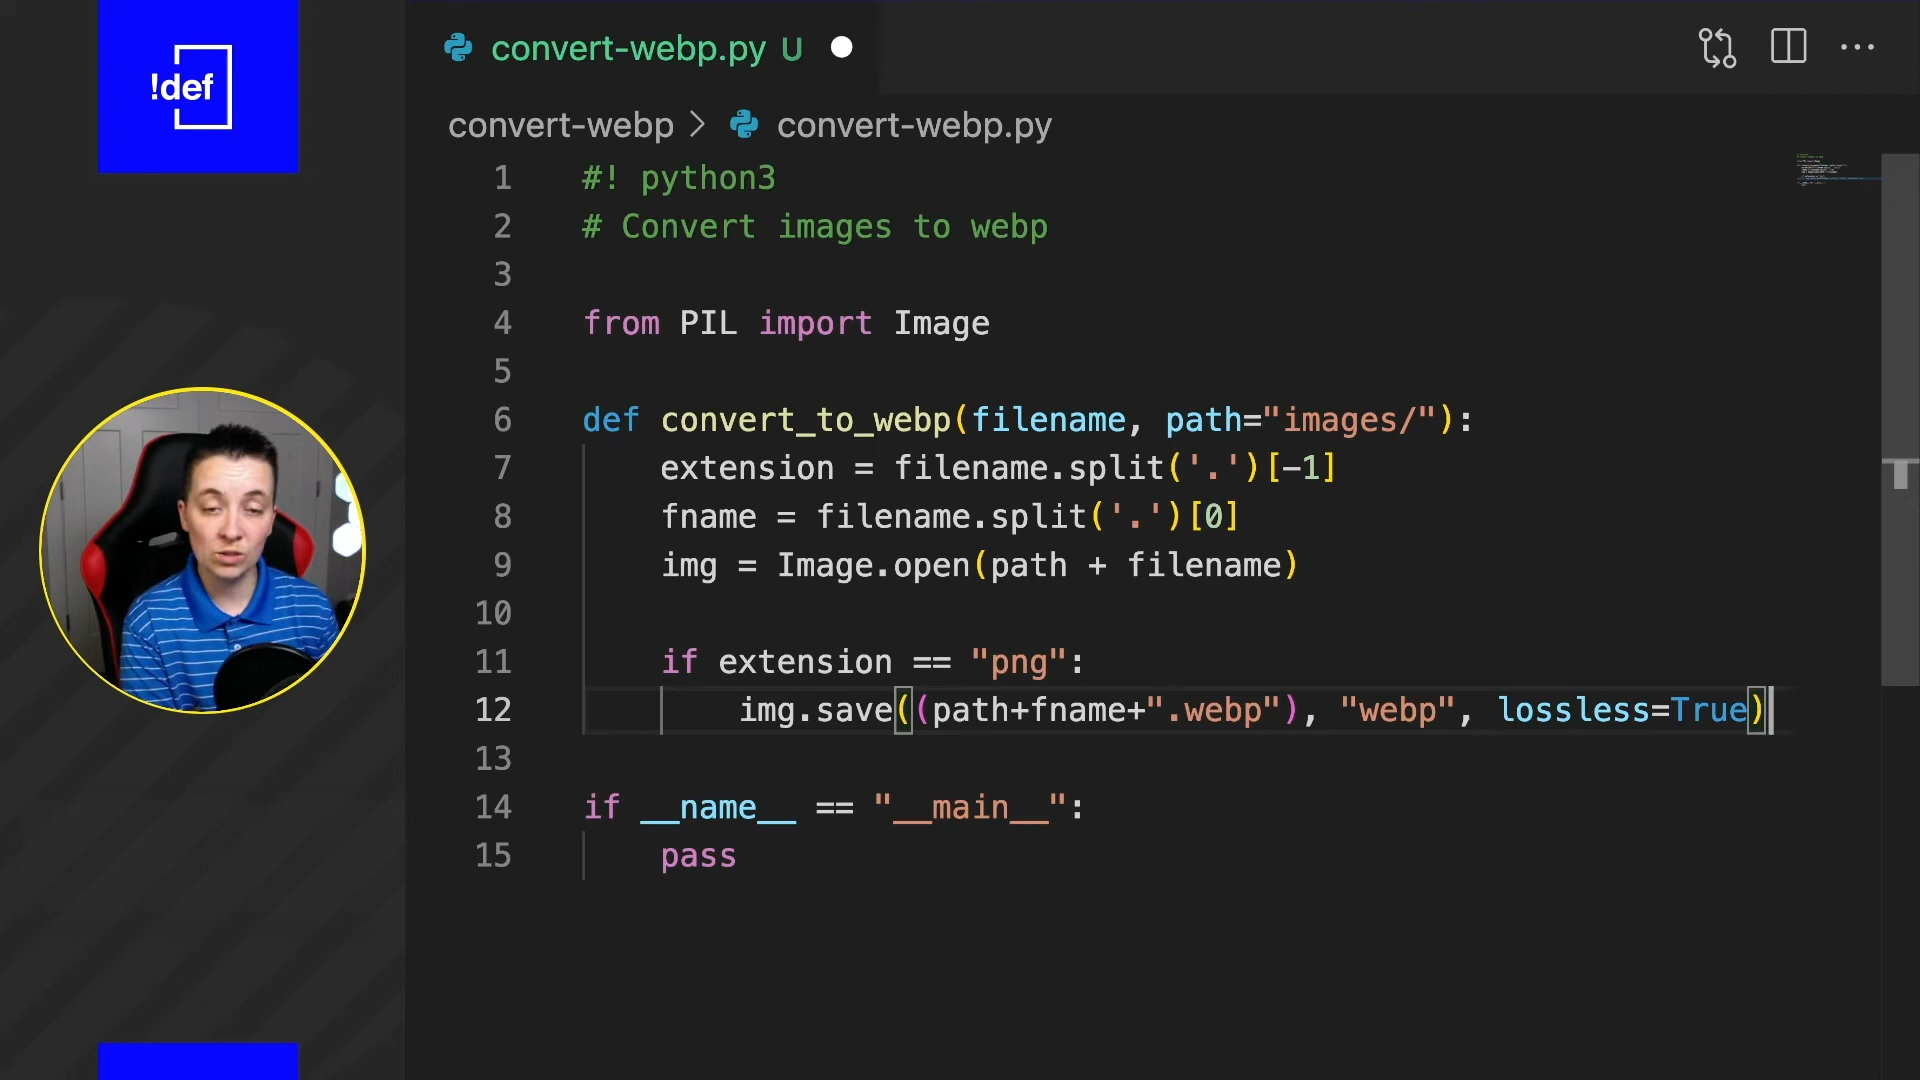 !def
convert-webp.py U
convert-webp > convert-webp.py
1 #! python3
2 # Convert images to webp
3
4 from PIL import Image
5
6 def convert_to_webp(filename, path="images/"):
7 extension = filename.split('.')[-1]
8 fname = filename.split('.')[0]
9 img = Image.open(path + filename)
10
11 if extension == "png":
12 img.save((path+fname+".webp"), "webp", lossless=True)
13
14 if __name__ == "__main__":
15 pass